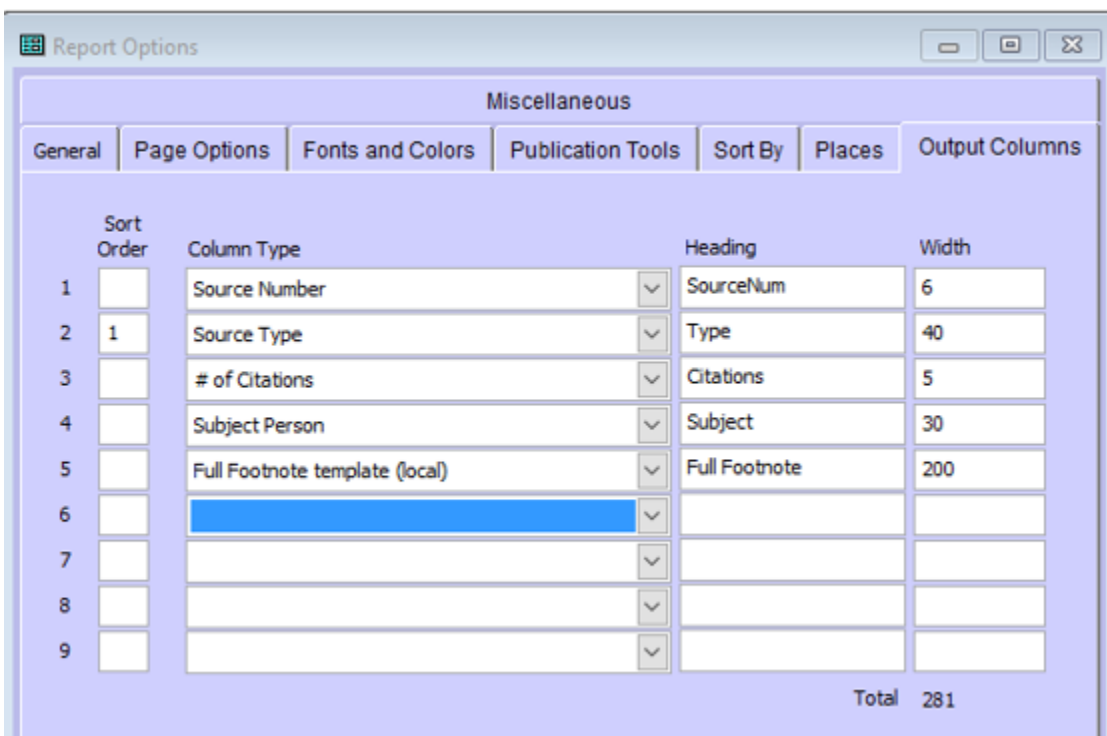 Report Options
Miscellaneous
General Page Options Fonts and Colors Publication Tools Sort By Places Output Columns
Sort
Order Column Type Heading Width
1 Source Number SourceNum 6
2 1 Source Type Type 40
3 # of Citations Citations 5
4 Subject Person Subject 30
5 Full Footnote template (local) Full Footnote 200
6
7
8
9
Total 281